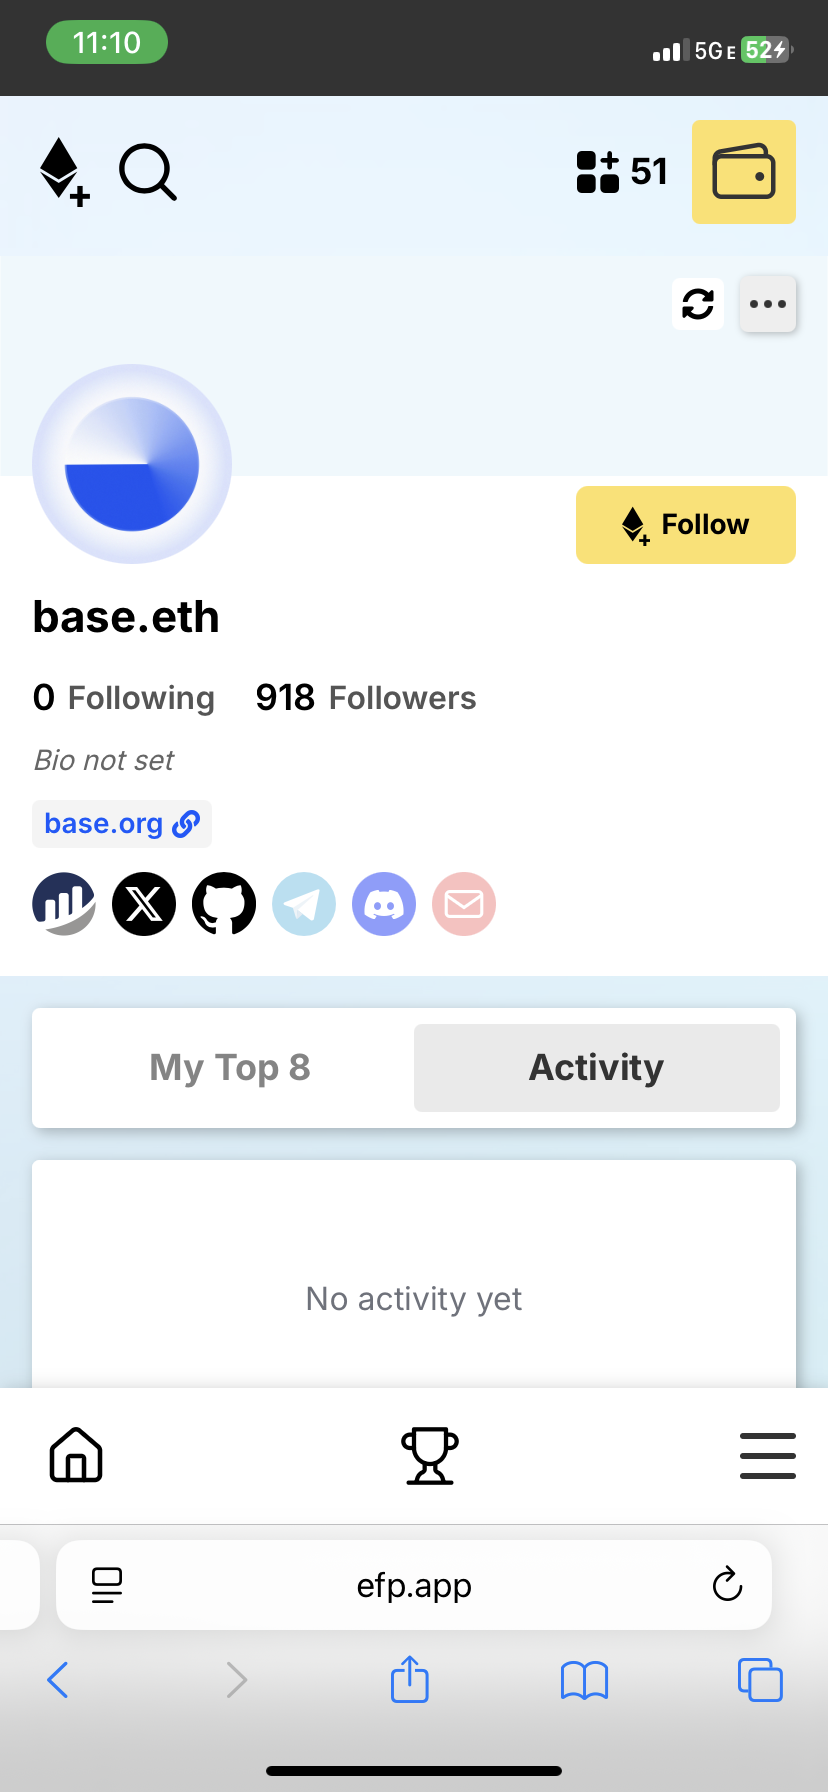 11:10
5GE 52
51
Follow
base.eth
0 Following 918 Followers
Bio not set
base.org
My Top 8 Activity
No activity yet
efp.app